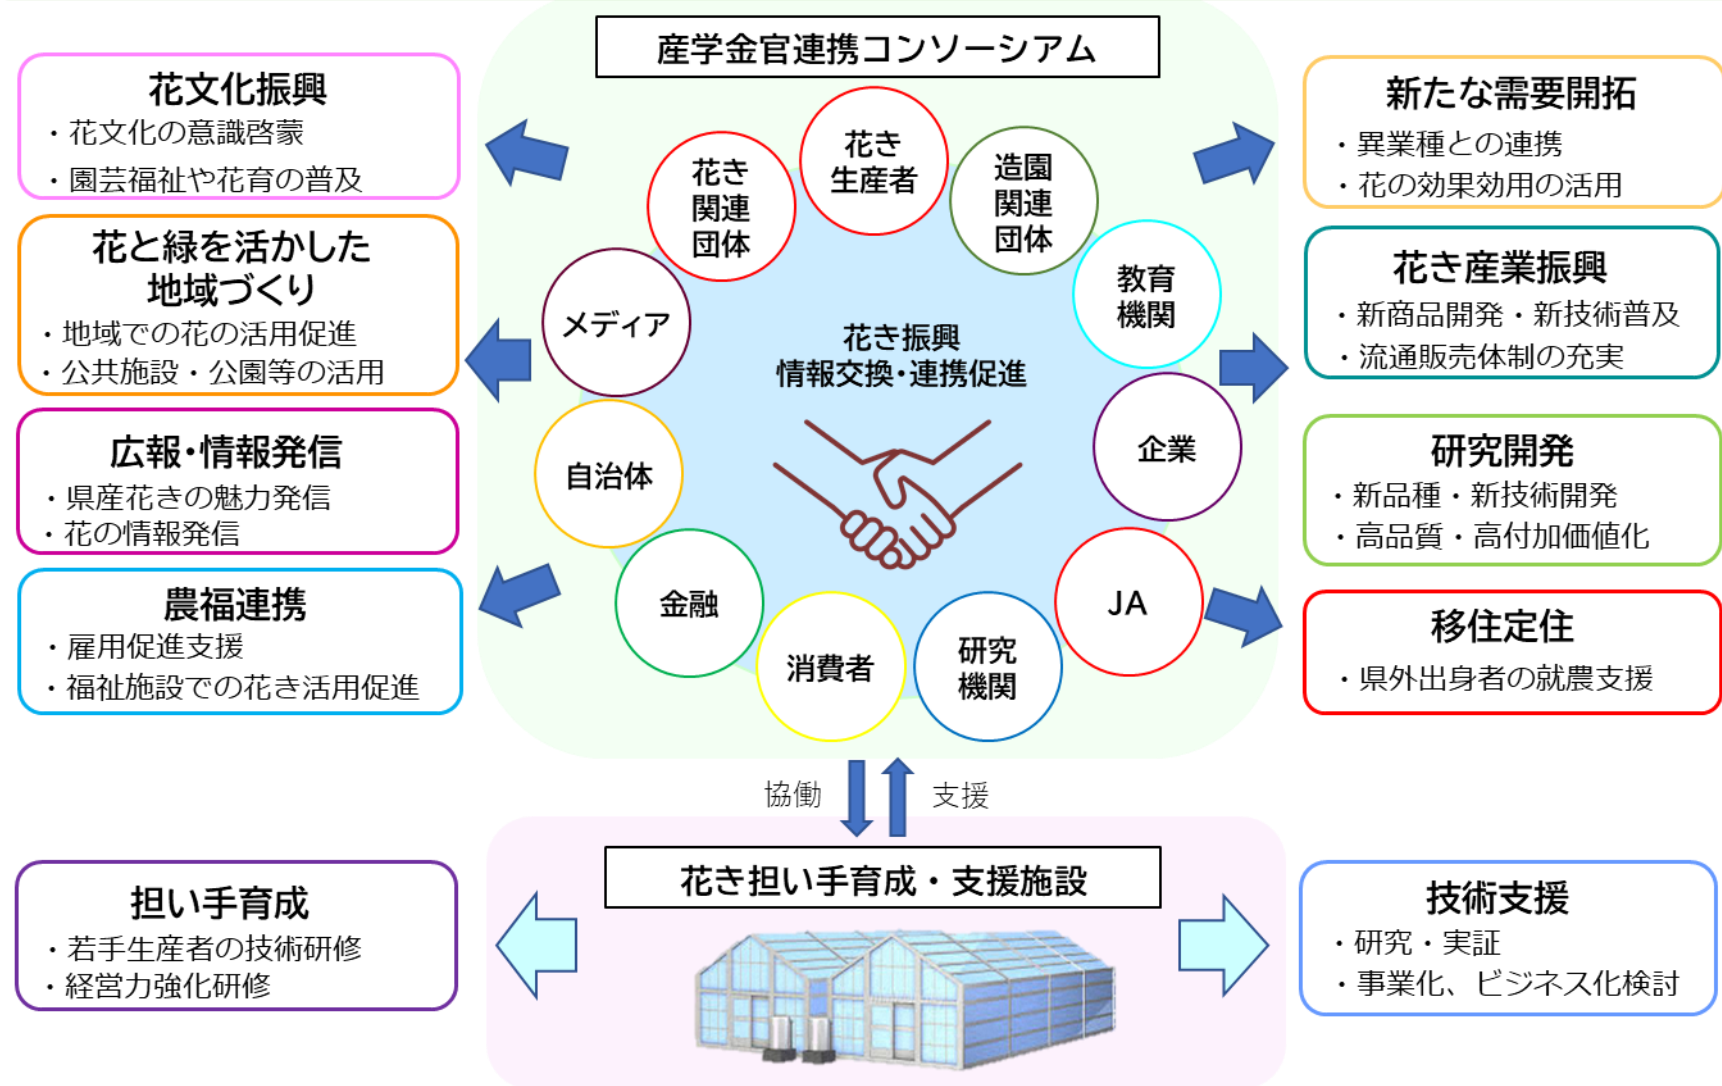 産学金官連携コンソーシアム
花文化振興
・花文化の意識啓蒙
・園芸福祉や花育の普及
花と緑を活かした
地域づくり
・地域での花の活用促進
・公共施設・公園等の活用
広報・情報発信
・県産花きの魅力発信
・花の情報発信
農福連携
・雇用促進支援
・福祉施設での花き活用促進
花き
生産者
造園
関連
団体
教育
機関
企業
JA
研究
機関
消費者
金融
自治体
メディア
花き
関連
団体
花き振興
情報交換・連携促進
新たな需要開拓
・異業種との連携
・花の効果効用の活用
花き産業振興
・新商品開発・新技術普及
・流通販売体制の充実
研究開発
・新品種・新技術開発
・高品質・高付加価値化
移住定住
・県外出身者の就農支援
協働
支援
花き担い手育成・支援施設
担い手育成
・若手生産者の技術研修
・経営力強化研修
技術支援
・研究・実証
・事業化、ビジネス化検討